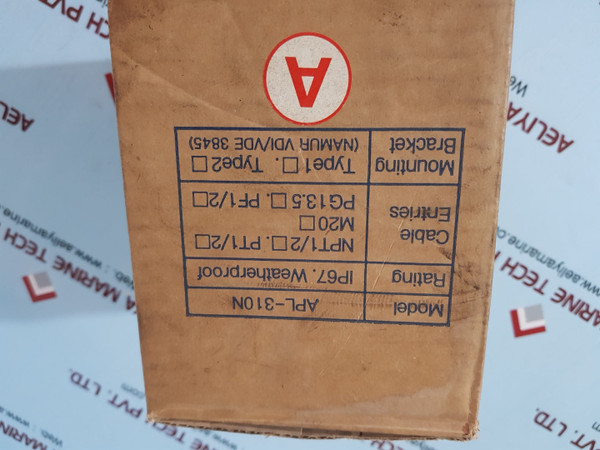 Model APL-310N
Rating IP67. Weatherproof
Cable Entries NPT1/2□. PT1/2□
M20□
PG13.5□. PF1/2□
Mounting Bracket Type1□. Type2□
(NAMUR VDI/VDE 3845)
A
AELIYA MARINE TECH PVT. LTD.
Web : www.aeliyamarine.com